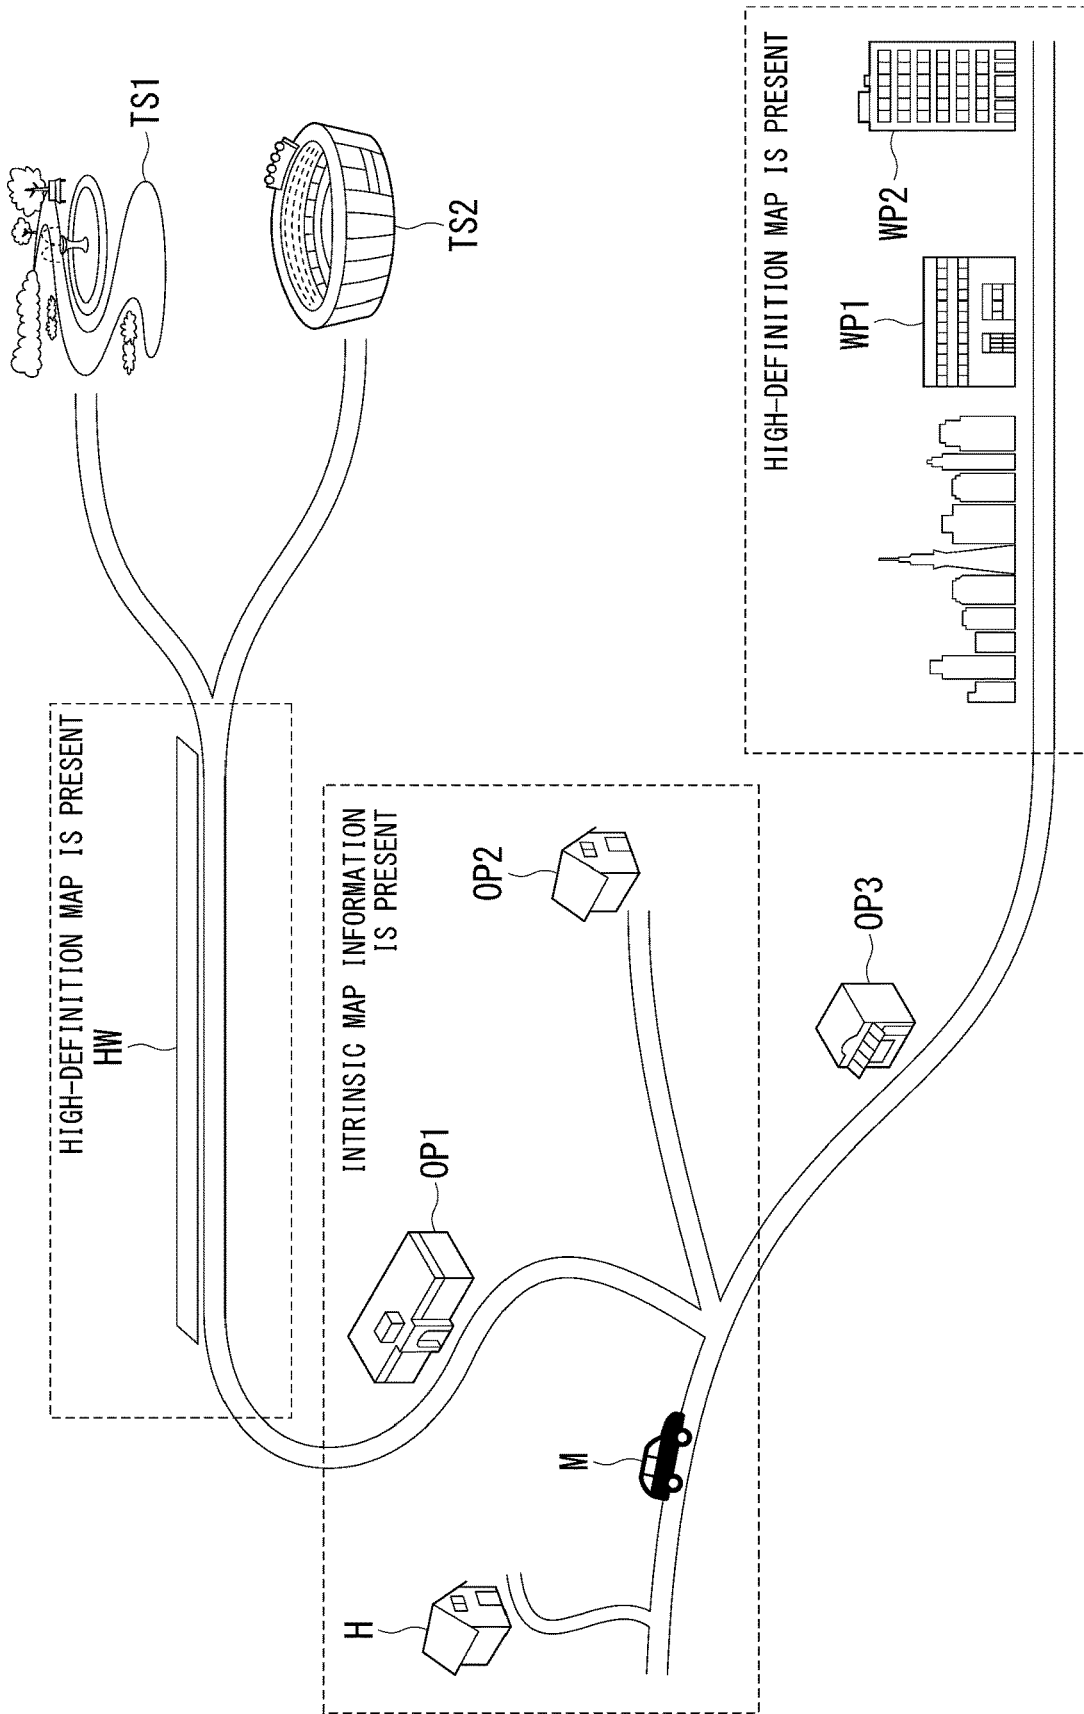 HIGH-DEFINITION MAP IS PRESENT
HW
TS1
TS2
INTRINSIC MAP INFORMATION
IS PRESENT
H
M
OP1
OP2
OP3
HIGH-DEFINITION MAP IS PRESENT
WP1
WP2